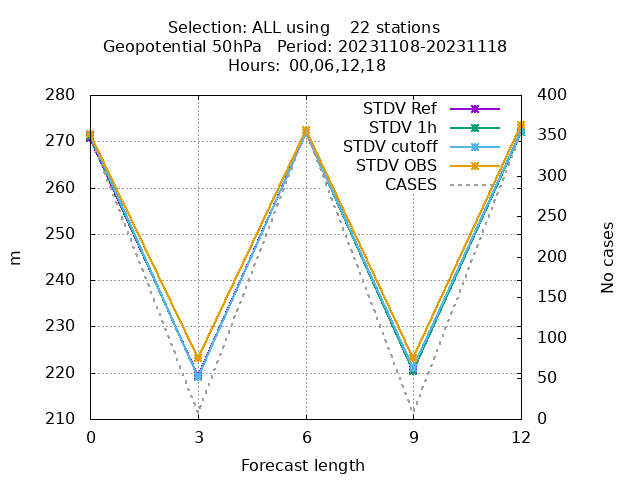 Selection: ALL using    22 stations
Geopotential 50hPa   Period: 20231108-20231118
Hours: 00,06,12,18
280
270
260
250
240
230
220
210
400
350
300
250
200
150
100
50
0
STDV Ref
STDV 1h
STDV cutoff
STDV OBS
CASES
m
No cases
0 3 6 9 12
Forecast length